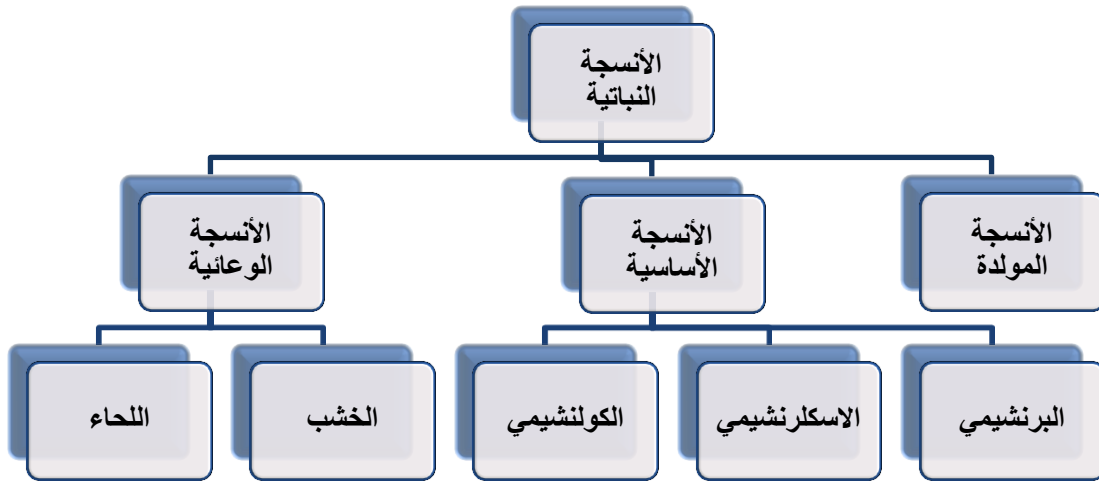 الأنسجة
النباتية
الأنسجة
المولدة
الأنسجة
الأساسية
الأنسجة
الوعائية
البرنشيمي
الاسكلرنشيمي
الكولنشيمي
الخشب
اللحاء